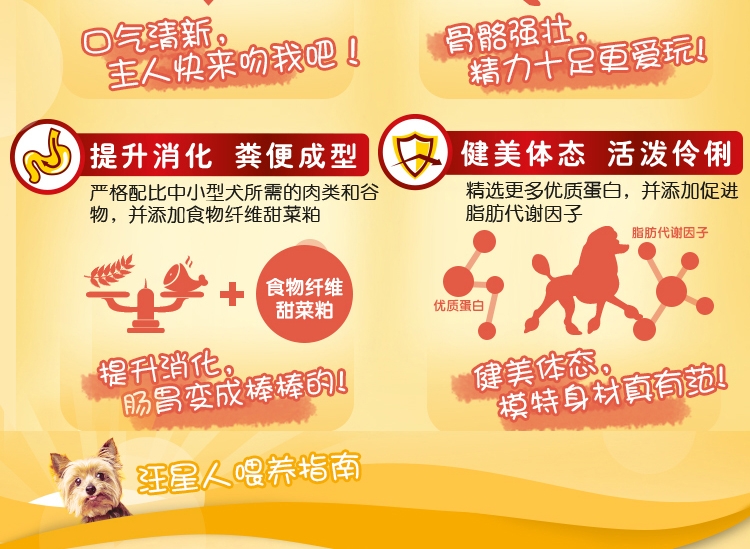 口气清新，
主人快来吻我吧！
骨骼强壮，
精力十足更爱玩！
提升消化 粪便成型
严格配比中小型犬所需的肉类和谷
物，并添加食物纤维甜菜粕
食物纤维
甜菜粕
提升消化，
肠胃变成棒棒的！
健美体态 活泼伶俐
精选更多优质蛋白，并添加促进
脂肪代谢因子
脂肪代谢因子
优质蛋白
健美体态，
模特身材真有范！
汪星人喂养指南